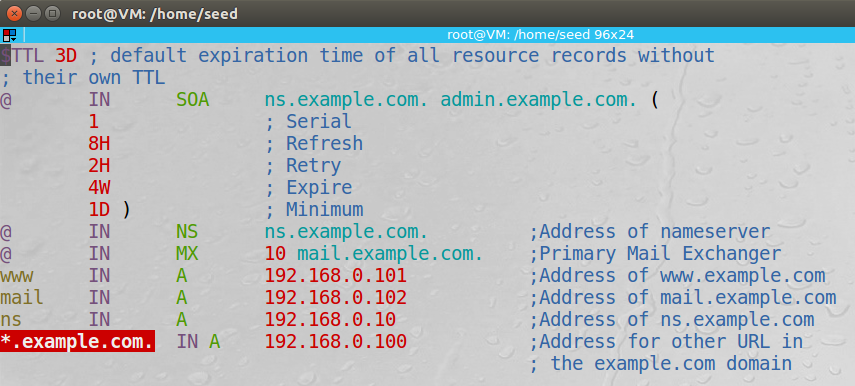 root@VM: /home/seed
root@VM: /home/seed 96x24
$TTL 3D ; default expiration time of all resource records without
; their own TTL
@       IN      SOA     ns.example.com. admin.example.com. (
        1               ; Serial
        8H              ; Refresh
        2H              ; Retry
        4W              ; Expire
        1D )            ; Minimum
@       IN      NS      ns.example.com.         ;Address of nameserver
@       IN      MX      10 mail.example.com.    ;Primary Mail Exchanger
www     IN      A       192.168.0.101           ;Address of www.example.com
mail    IN      A       192.168.0.102           ;Address of mail.example.com
ns      IN      A       192.168.0.10            ;Address of ns.example.com
*.example.com.  IN A    192.168.0.100           ;Address for other URL in
                                                ; the example.com domain